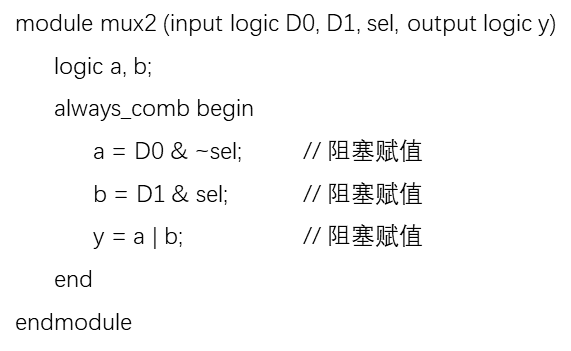 module mux2 (input logic D0, D1, sel, output logic y)
logic a, b;
always_comb begin
a = D0 & ~sel; // 阻塞赋值
b = D1 & sel; // 阻塞赋值
y = a | b; // 阻塞赋值
end
endmodule